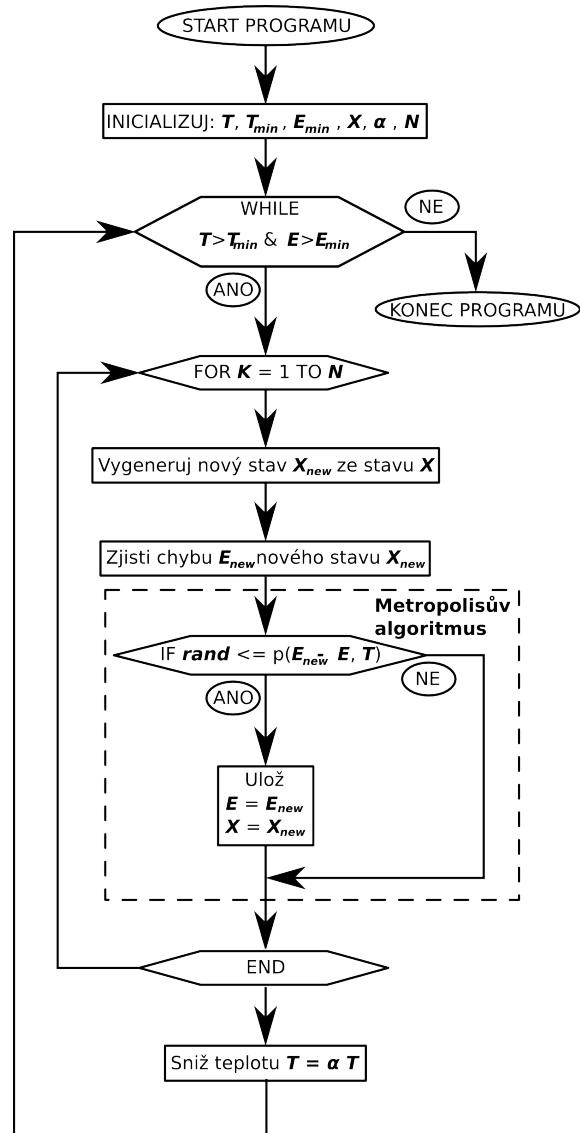 START PROGRAMU
INICIALIZUJ: T, Tmin , Emin , X, α , N
WHILE
T>Tmin & E>Emin
NE
ANO
KONEC PROGRAMU
FOR K = 1 TO N
Vygeneruj nový stav Xnew ze stavu X
Zjisti chybu Enew nového stavu Xnew
Metropolisův
algoritmus
IF rand <= p(Enew- E, T)
ANO
NE
Ulož
E = Enew
X = Xnew
END
Sniž teplotu T = α T